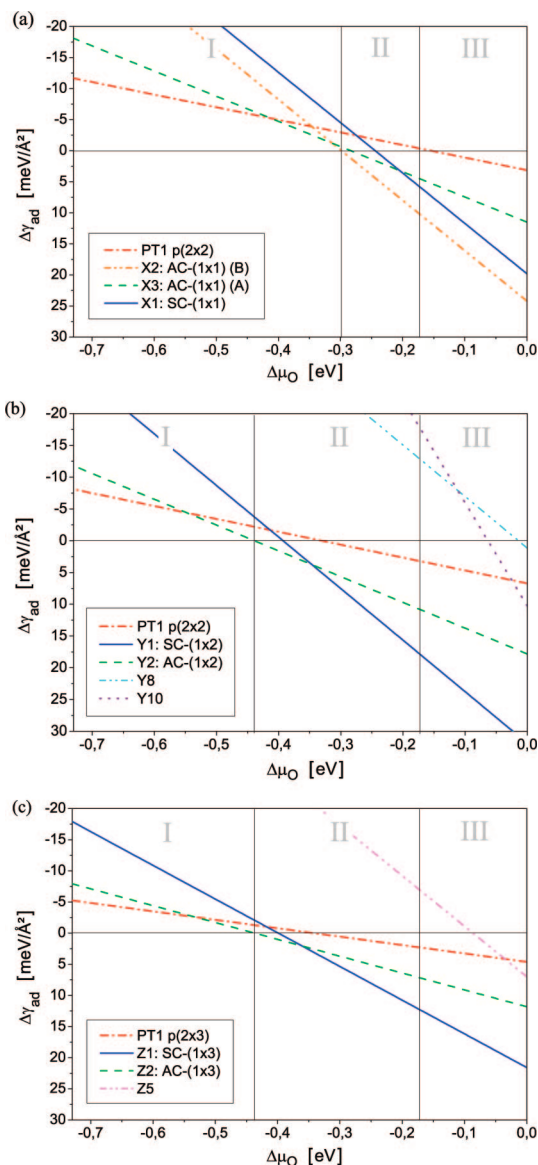 (a)
I II III
-20
-15
-10
-5
0
5
10
15
20
25
30
Δγad [meV/Å²]
PT1 p(2x2)
X2: AC-(1x1) (B)
X3: AC-(1x1) (A)
X1: SC-(1x1)
-0,7 -0,6 -0,5 -0,4 -0,3 -0,2 -0,1 0,0
ΔμO [eV]
(b)
I II III
-20
-15
-10
-5
0
5
10
15
20
25
30
Δγad [meV/Å²]
PT1 p(2x2)
Y1: SC-(1x2)
Y2: AC-(1x2)
Y8
Y10
-0,7 -0,6 -0,5 -0,4 -0,3 -0,2 -0,1 0,0
ΔμO [eV]
(c)
I II III
-20
-15
-10
-5
0
5
10
15
20
25
30
Δγad [meV/Å²]
PT1 p(2x3)
Z1: SC-(1x3)
Z2: AC-(1x3)
Z5
-0,7 -0,6 -0,5 -0,4 -0,3 -0,2 -0,1 0,0
ΔμO [eV]